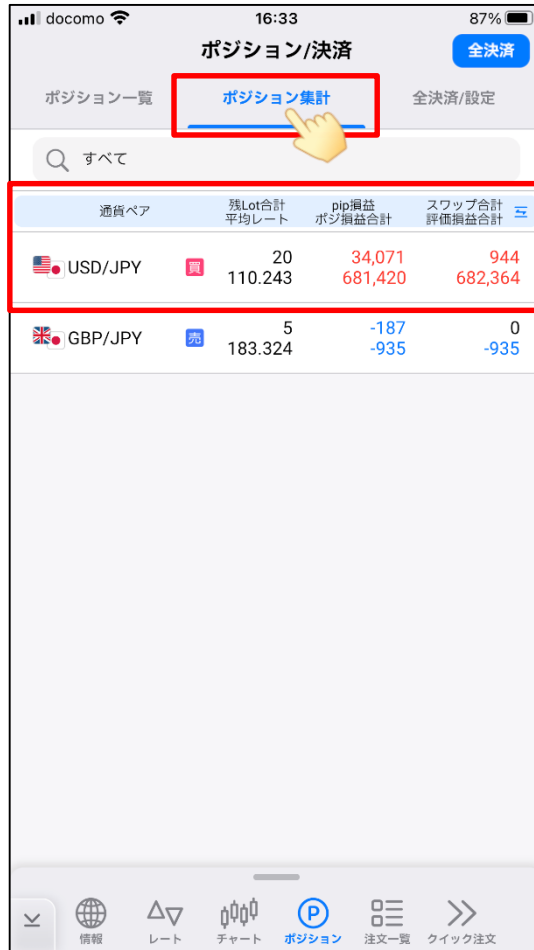 docomo 16:33 87%
ポジション/決済 全決済
ポジション一覧 ポジション集計 全決済/設定
すべて
通貨ペア 残Lot合計 pip損益 スワップ合計
平均レート ポジ損益合計 評価損益合計
USD/JPY 買 20 34,071 944
110.243 681,420 682,364
GBP/JPY 売 5 -187 0
183.324 -935 -935
P
情報 レート チャート ポジション 注文一覧 クイック注文